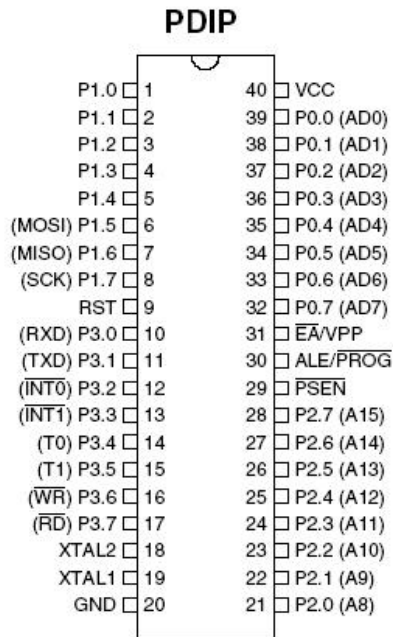 PDIP
P1.0 1 40 VCC
P1.1 2 39 P0.0 (AD0)
P1.2 3 38 P0.1 (AD1)
P1.3 4 37 P0.2 (AD2)
P1.4 5 36 P0.3 (AD3)
(MOSI) P1.5 6 35 P0.4 (AD4)
(MISO) P1.6 7 34 P0.5 (AD5)
(SCK) P1.7 8 33 P0.6 (AD6)
RST 9 32 P0.7 (AD7)
(RXD) P3.0 10 31 E̅A̅/VPP
(TXD) P3.1 11 30 ALE/P̅R̅O̅G̅
(I̅N̅T̅0̅) P3.2 12 29 P̅S̅E̅N̅
(I̅N̅T̅1̅) P3.3 13 28 P2.7 (A15)
(T0) P3.4 14 27 P2.6 (A14)
(T1) P3.5 15 26 P2.5 (A13)
(W̅R̅) P3.6 16 25 P2.4 (A12)
(R̅D̅) P3.7 17 24 P2.3 (A11)
XTAL2 18 23 P2.2 (A10)
XTAL1 19 22 P2.1 (A9)
GND 20 21 P2.0 (A8)